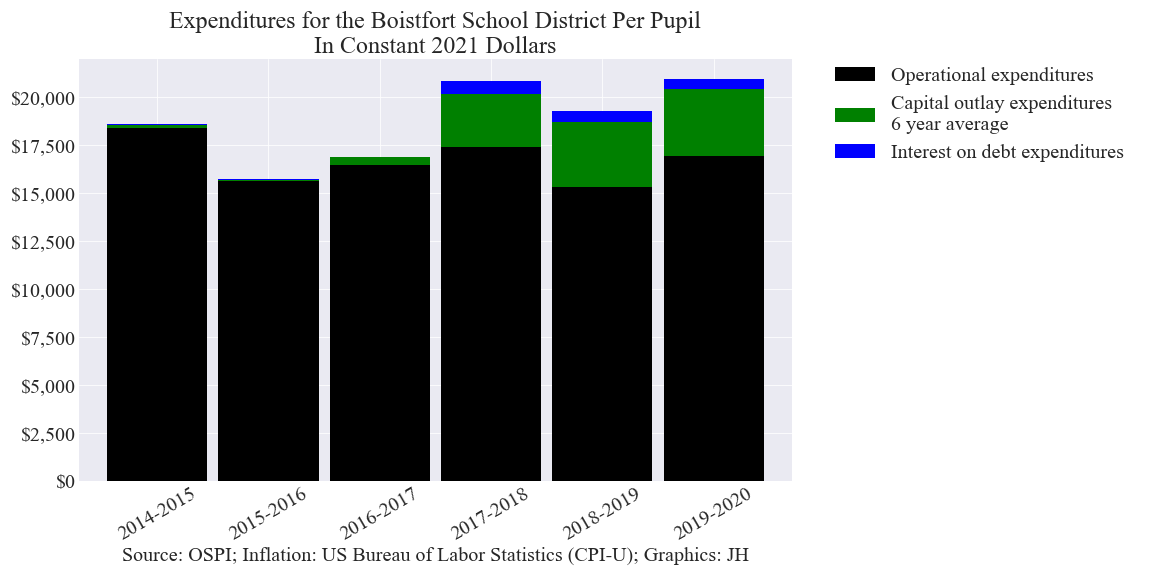 Expenditures for the Boistfort School District Per Pupil
In Constant 2021 Dollars
Operational expenditures
Capital outlay expenditures
6 year average
Interest on debt expenditures
$20,000
$17,500
$15,000
$12,500
$10,000
$7,500
$5,000
$2,500
$0
2014-2015
2015-2016
2016-2017
2017-2018
2018-2019
2019-2020
Source: OSPI; Inflation: US Bureau of Labor Statistics (CPI-U); Graphics: JH